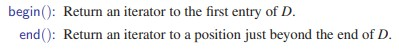 begin(): Return an iterator to the first entry of D.
end(): Return an iterator to a position just beyond the end of D.